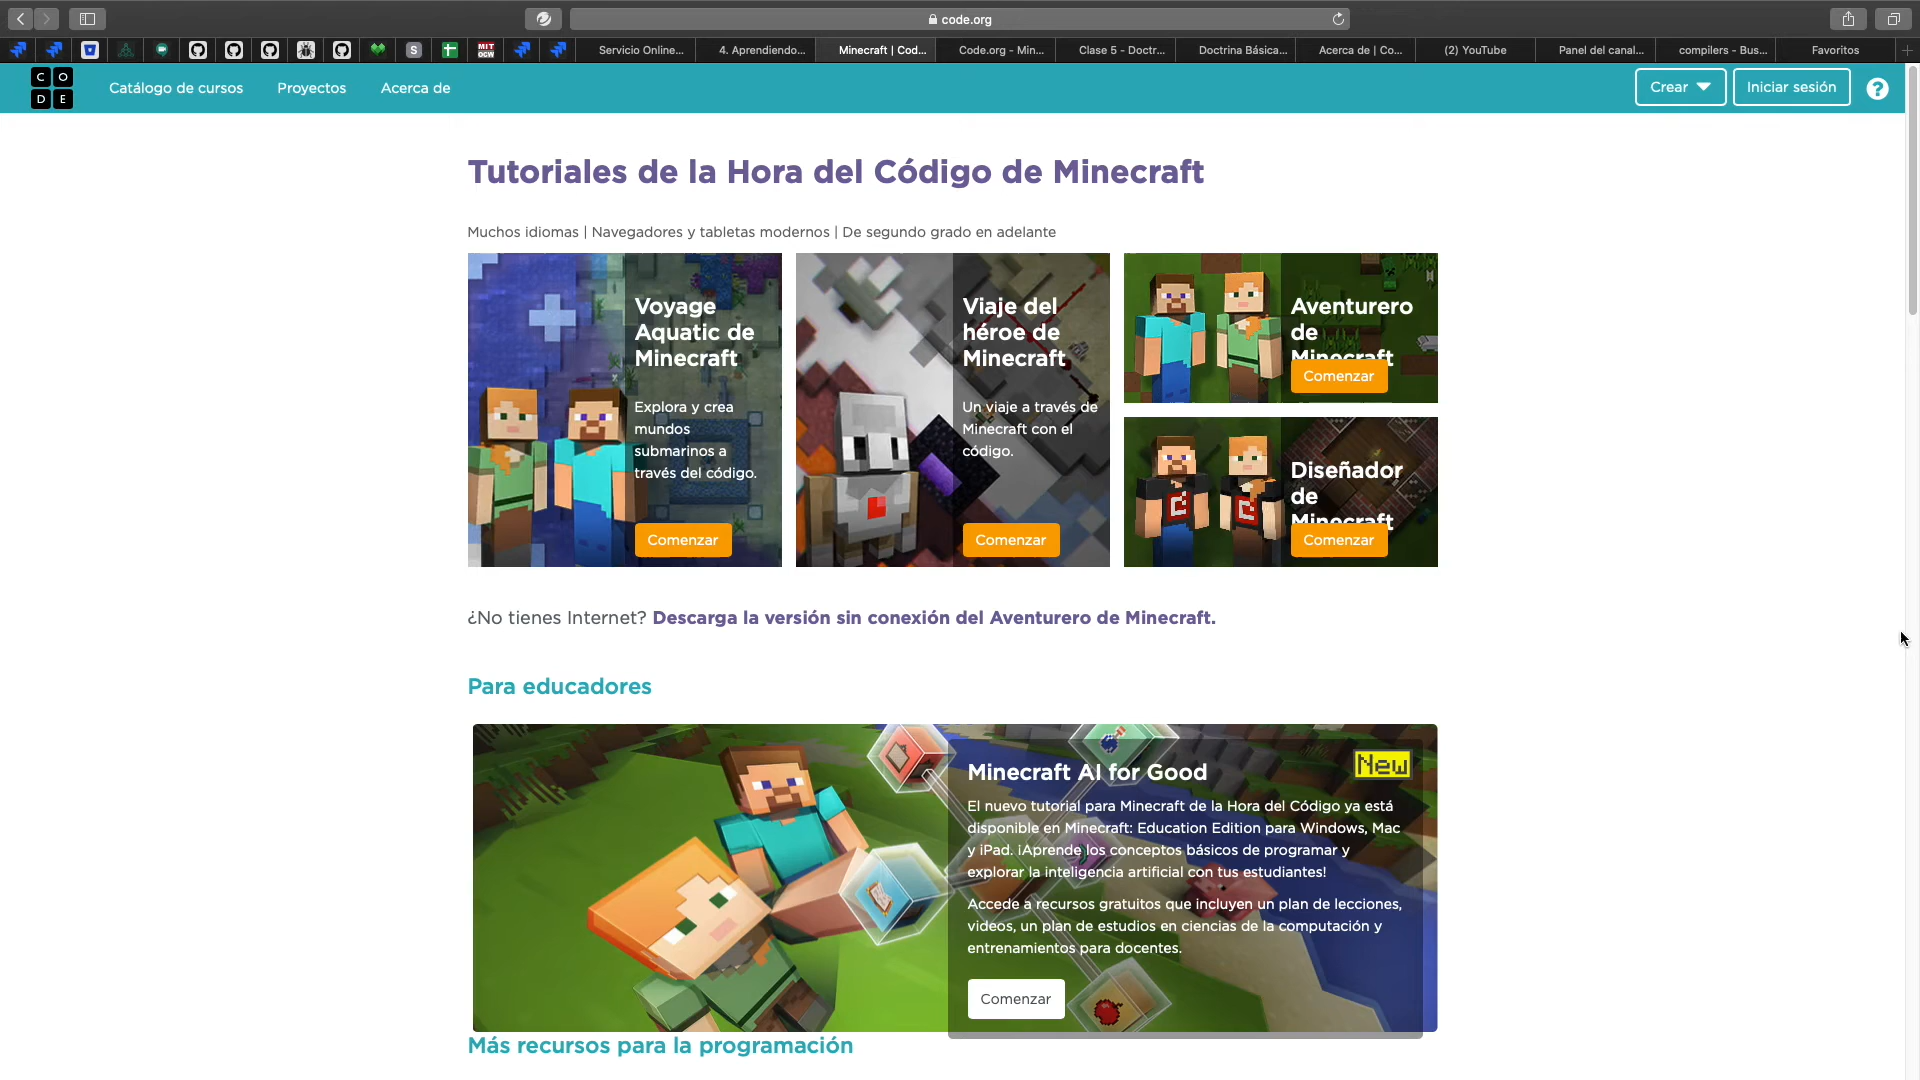 code.org
S
MIT
OCW
Servicio Online...
4. Aprendiendo...
Minecraft | Cod...
Code.org - Min...
Clase 5 - Doctr...
Doctrina Básica...
Acerca de | Co...
(2) YouTube
Panel del canal...
compilers - Bus...
Favoritos
C O
D E
Catálogo de cursos
Proyectos
Acerca de
Crear
Iniciar sesión
?
Tutoriales de la Hora del Código de Minecraft
Muchos idiomas | Navegadores y tabletas modernos | De segundo grado en adelante
Voyage
Aquatic de
Minecraft
Explora y crea
mundos
submarinos a
través del código.
Comenzar
Viaje del
héroe de
Minecraft
Un viaje a través de
Minecraft con el
código.
Comenzar
Aventurero
de
Minecraft
Comenzar
Diseñador
de
Minecraft
Comenzar
¿No tienes Internet? Descarga la versión sin conexión del Aventurero de Minecraft.
Para educadores
Minecraft AI for Good
New
El nuevo tutorial para Minecraft de la Hora del Código ya está
disponible en Minecraft: Education Edition para Windows, Mac
y iPad. ¡Aprende los conceptos básicos de programar y
explorar la inteligencia artificial con tus estudiantes!
Accede a recursos gratuitos que incluyen un plan de lecciones,
videos, un plan de estudios en ciencias de la computación y
entrenamientos para docentes.
Comenzar
Más recursos para la programación